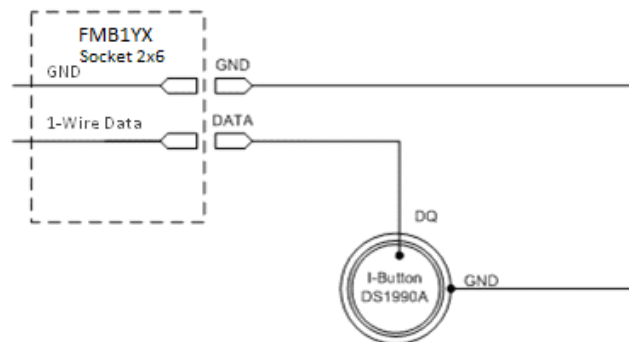 FMB1YX
Socket 2x6
GND
GND
1-Wire Data
DATA
DQ
I-Button
DS1990A
GND